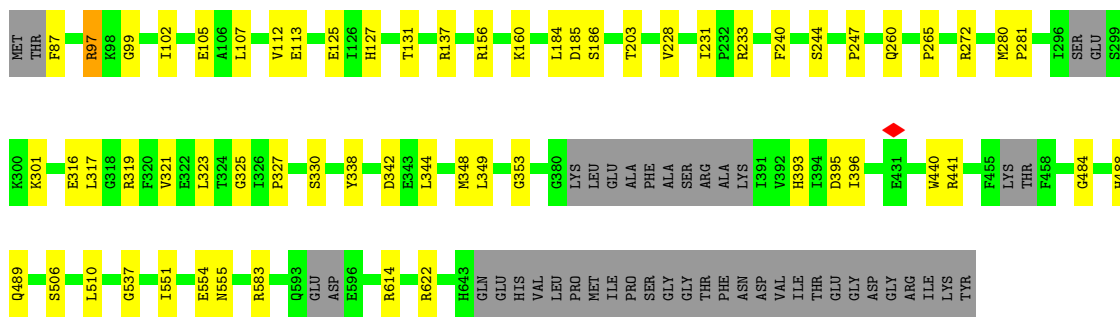 MET THR F87 R97 K98 G99 I102 E105 A106 L107 V112 E113 E125 I126 H127 T131 R137 R156 K160 L184 D185 S186 T203 V228 I231 P232 R233 F240 S244 P247 Q260 P265 R272 M280 P281 I296 SER GLU S299
K300 K301 E316 L317 G318 R319 F320 V321 E322 L323 T324 G325 I326 P327 S330 Y338 D342 E343 L344 M348 L349 G353 G380 LYS LEU GLU ALA PHE ALA SER ARG ALA LYS I391 V392 H393 I394 D395 I396 E431 W440 R441 F455 LYS THR F458 G484
Q489 S506 L510 G537 I551 E554 N555 R583 Q593 GLU ASP E596 R614 R622 H643 GLN GLU HIS VAL LEU PRO MET ILE PRO SER GLY GLY THR PHE ASN ASP VAL ILE THR GLU GLY ASP GLY ARG ILE LYS TYR